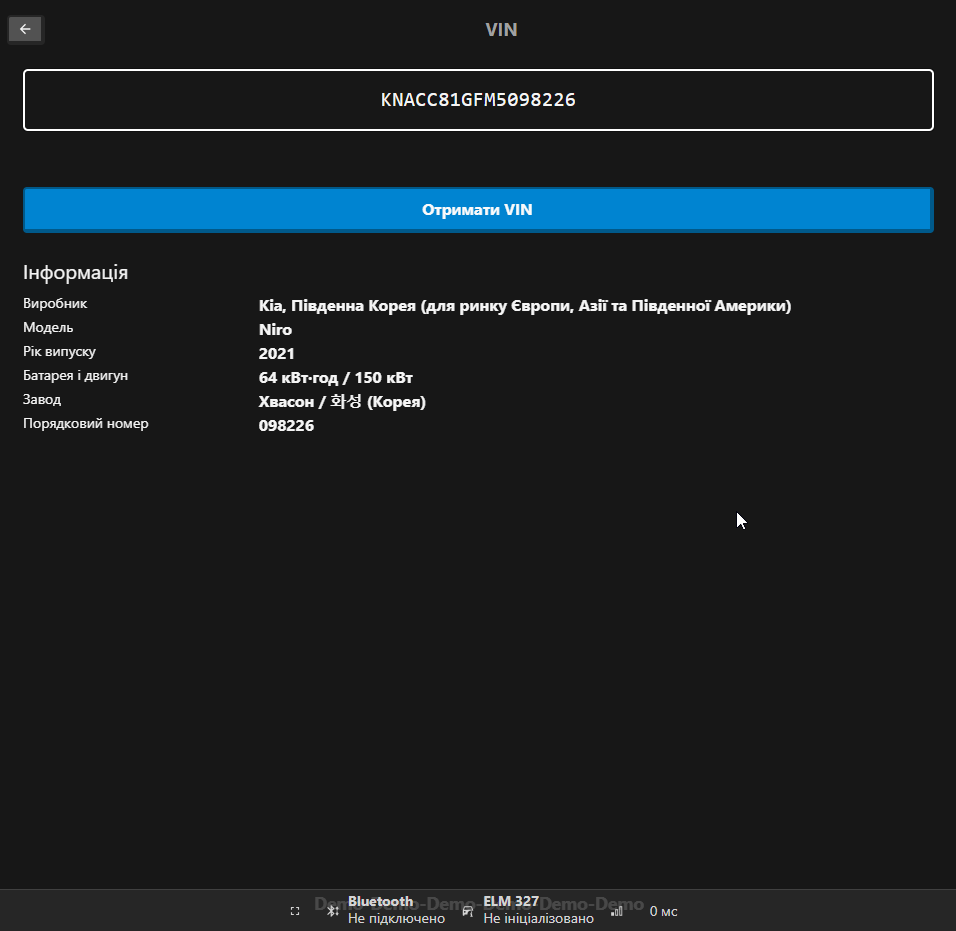 VIN
KNACC81GFM5098226
Отримати VIN
Інформація
Виробник Kia, Південна Корея (для ринку Європи, Азії та Південної Америки)
Модель Niro
Рік випуску 2021
Батарея і двигун 64 кВт·год / 150 кВт
Завод Хвасон / 화성 (Корея)
Порядковий номер 098226
Demo-Demo-Demo-Demo-Demo-Demo
Bluetooth
Не підключено
ELM 327
Не ініціалізовано
0 мс